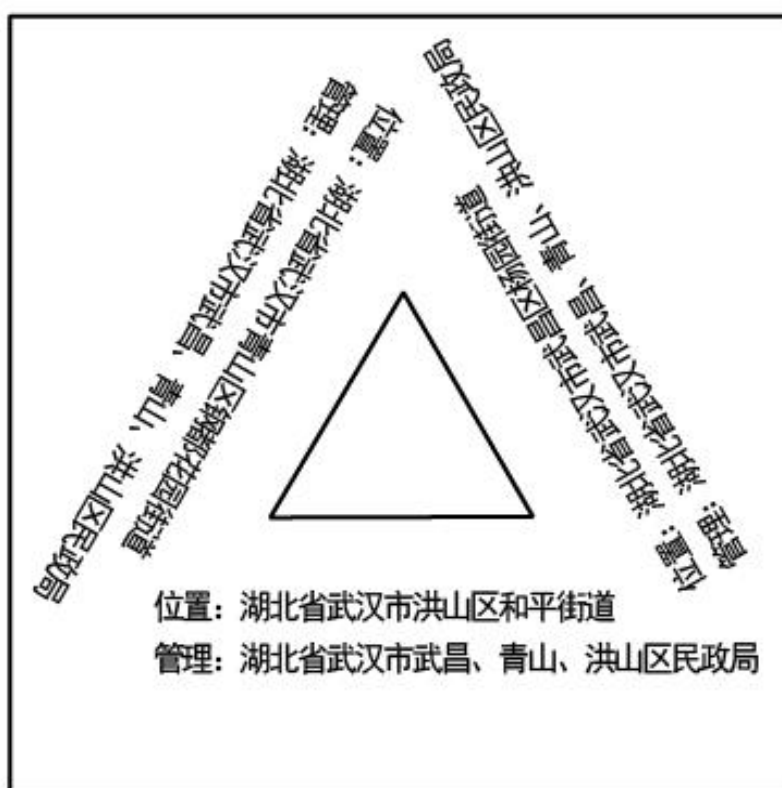 管理：湖北省武汉市武昌、青山、洪山区民政局
位置：湖北省武汉市青山区钢都花园街道
位置：湖北省武汉市武昌区杨园街道
管理：湖北省武汉市武昌、青山、洪山区民政局
位置：湖北省武汉市洪山区和平街道
管理：湖北省武汉市武昌、青山、洪山区民政局